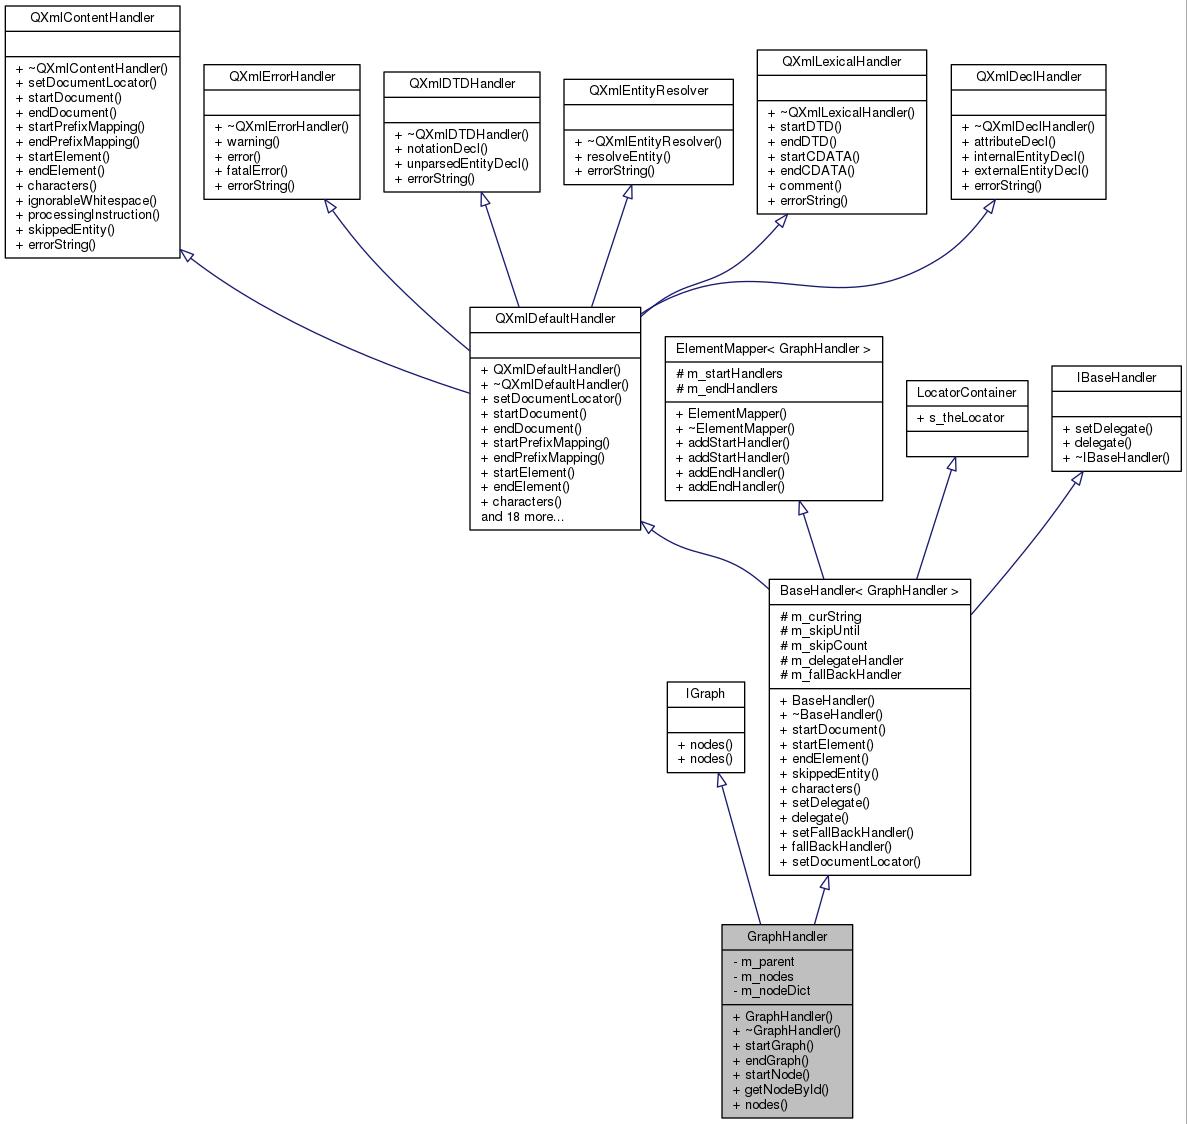 QXmlContentHandler
+ ~QXmlContentHandler()
+ setDocumentLocator()
+ startDocument()
+ endDocument()
+ startPrefixMapping()
+ endPrefixMapping()
+ startElement()
+ endElement()
+ characters()
+ ignorableWhitespace()
+ processingInstruction()
+ skippedEntity()
+ errorString()
QXmlErrorHandler
+ ~QXmlErrorHandler()
+ warning()
+ error()
+ fatalError()
+ errorString()
QXmlDTDHandler
+ ~QXmlDTDHandler()
+ notationDecl()
+ unparsedEntityDecl()
+ errorString()
QXmlEntityResolver
+ ~QXmlEntityResolver()
+ resolveEntity()
+ errorString()
QXmlLexicalHandler
+ ~QXmlLexicalHandler()
+ startDTD()
+ endDTD()
+ startCDATA()
+ endCDATA()
+ comment()
+ errorString()
QXmlDeclHandler
+ ~QXmlDeclHandler()
+ attributeDecl()
+ internalEntityDecl()
+ externalEntityDecl()
+ errorString()
QXmlDefaultHandler
+ QXmlDefaultHandler()
+ ~QXmlDefaultHandler()
+ setDocumentLocator()
+ startDocument()
+ endDocument()
+ startPrefixMapping()
+ endPrefixMapping()
+ startElement()
+ endElement()
+ characters()
and 18 more...
ElementMapper< GraphHandler >
# m_startHandlers
# m_endHandlers
+ ElementMapper()
+ ~ElementMapper()
+ addStartHandler()
+ addStartHandler()
+ addEndHandler()
+ addEndHandler()
LocatorContainer
+ s_theLocator
IBaseHandler
+ setDelegate()
+ delegate()
+ ~IBaseHandler()
BaseHandler< GraphHandler >
# m_curString
# m_skipUntil
# m_skipCount
# m_delegateHandler
# m_fallBackHandler
+ BaseHandler()
+ ~BaseHandler()
+ startDocument()
+ startElement()
+ endElement()
+ skippedEntity()
+ characters()
+ setDelegate()
+ delegate()
+ setFallBackHandler()
+ fallBackHandler()
+ setDocumentLocator()
IGraph
+ nodes()
+ nodes()
GraphHandler
- m_parent
- m_nodes
- m_nodeDict
+ GraphHandler()
+ ~GraphHandler()
+ startGraph()
+ endGraph()
+ startNode()
+ getNodeById()
+ nodes()